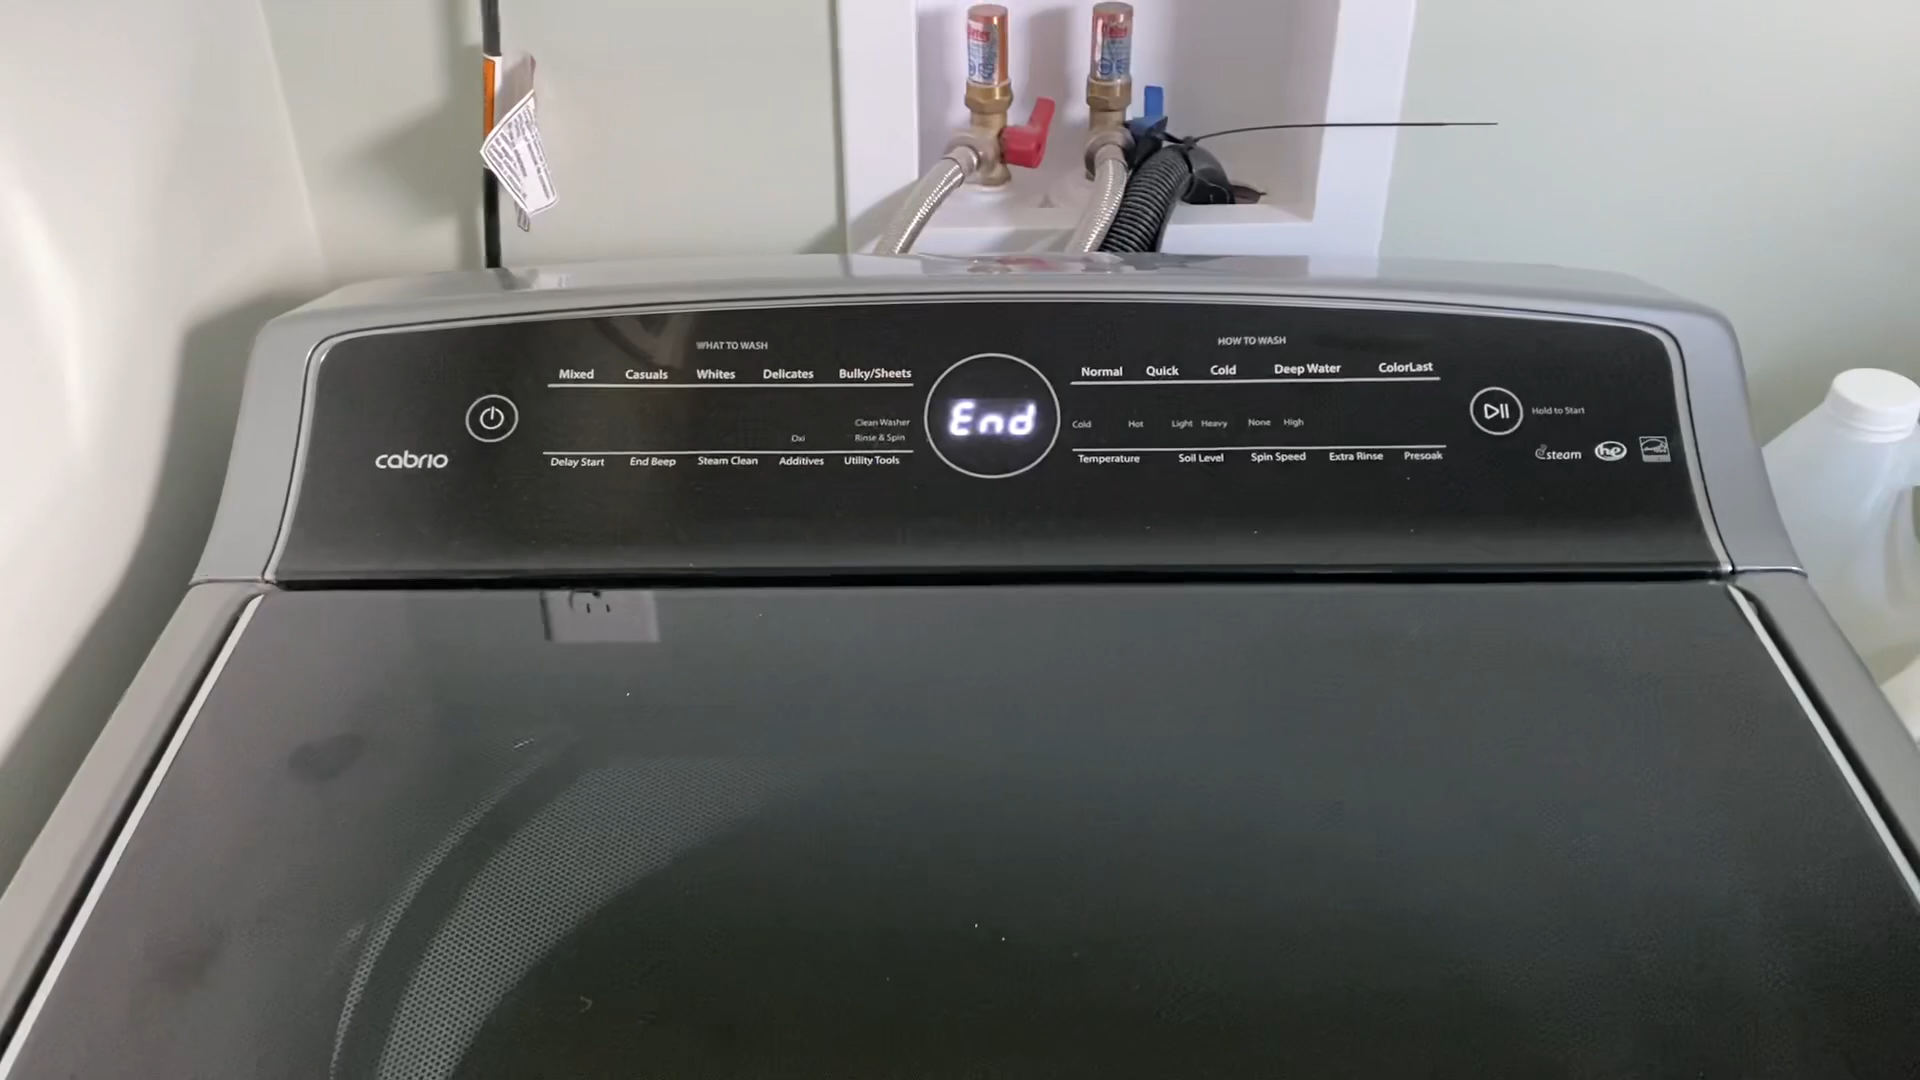 WHAT TO WASH
Mixed Casuals Whites Delicates Bulky/Sheets
Clean Washer
Oxi Rinse & Spin
Delay Start End Beep Steam Clean Additives Utility Tools
cabrio
End
HOW TO WASH
Normal Quick Cold Deep Water ColorLast
Cold Hot Light Heavy None High
Temperature Soil Level Spin Speed Extra Rinse Presoak
Hold to Start
steam he